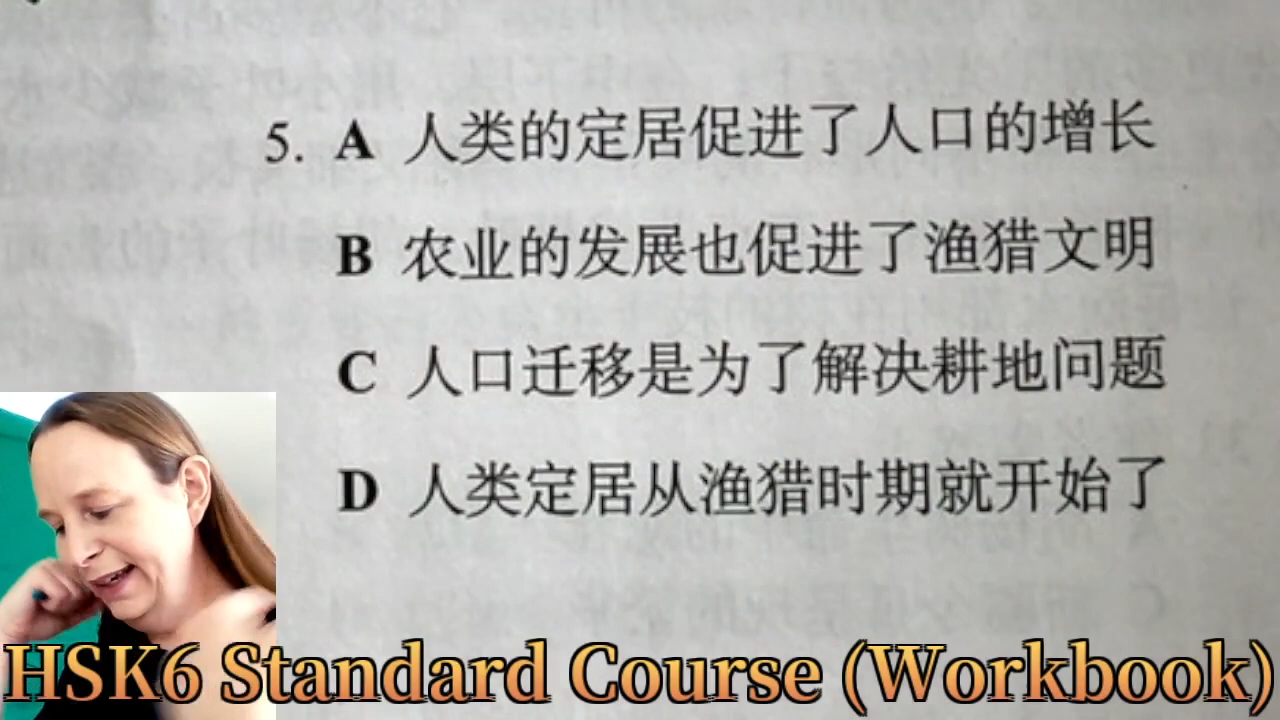 5. A 人类的定居促进了人口的增长
B 农业的发展也促进了渔猎文明
C 人口迁移是为了解决耕地问题
D 人类定居从渔猎时期就开始了
HSK6 Standard Course (Workbook)